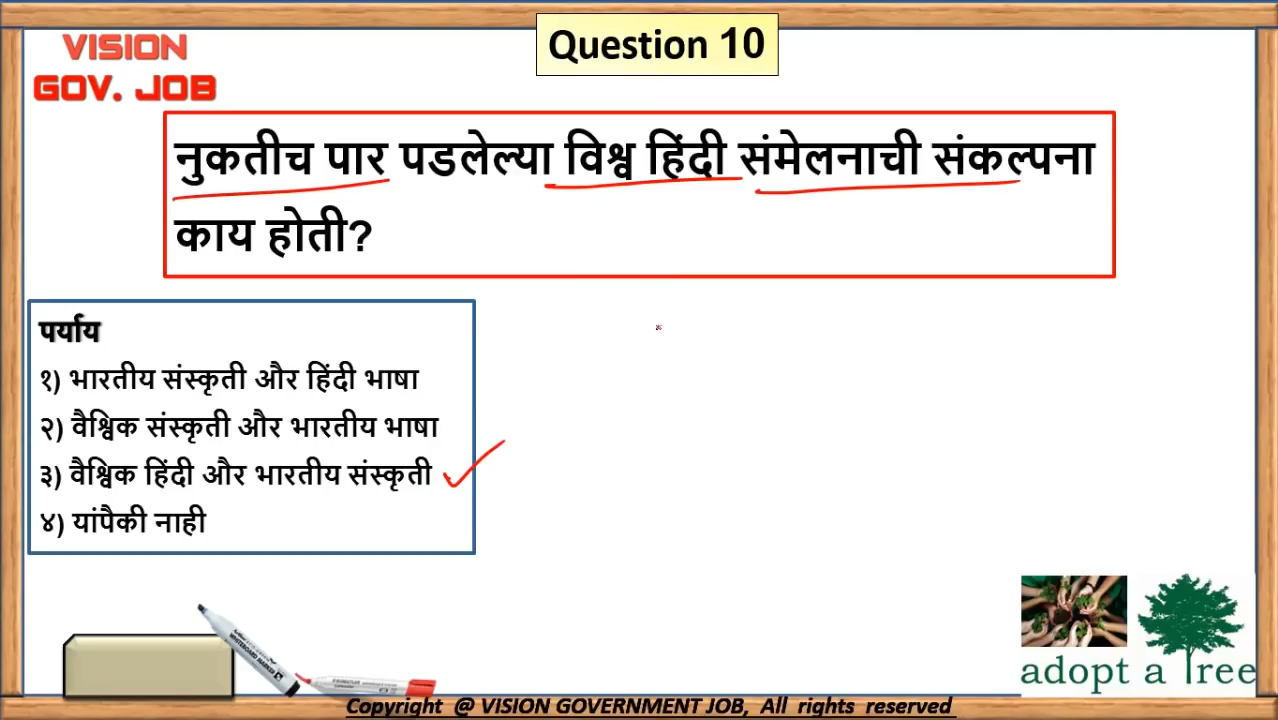 Question 10
VISION
GOV. JOB
नुकतीच पार पडलेल्या विश्व हिंदी संमेलनाची संकल्पना
काय होती?
पर्याय
१) भारतीय संस्कृती और हिंदी भाषा
२) वैश्विक संस्कृती और भारतीय भाषा
३) वैश्विक हिंदी और भारतीय संस्कृती
४) यांपैकी नाही
adopt a Tree
Copyright @ VISION GOVERNMENT JOB, All rights reserved